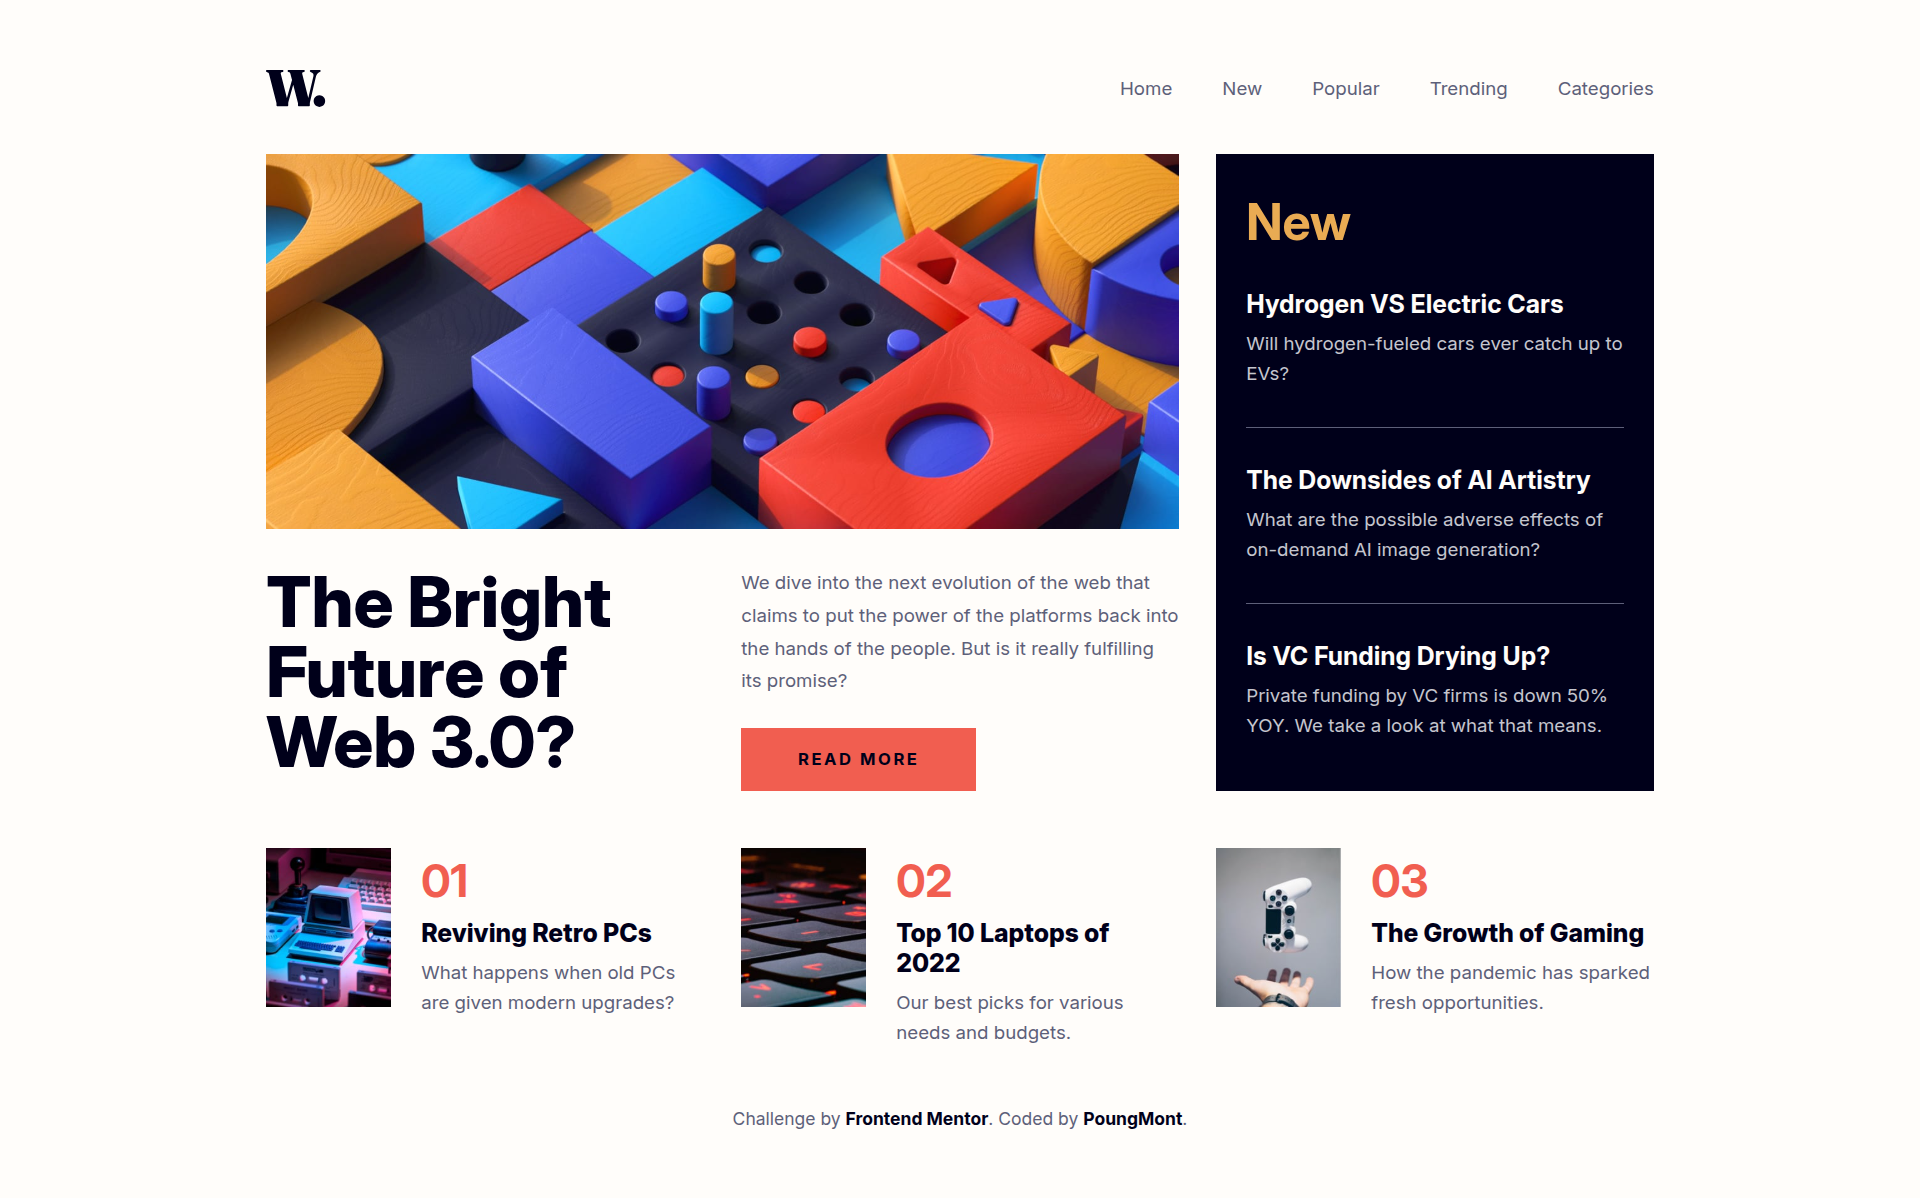 W.
Home New Popular Trending Categories
New
Hydrogen VS Electric Cars
Will hydrogen-fueled cars ever catch up to
EVs?
The Downsides of AI Artistry
What are the possible adverse effects of
on-demand AI image generation?
Is VC Funding Drying Up?
Private funding by VC firms is down 50%
YOY. We take a look at what that means.
The Bright
Future of
Web 3.0?
We dive into the next evolution of the web that
claims to put the power of the platforms back into
the hands of the people. But is it really fulfilling
its promise?
READ MORE
01
Reviving Retro PCs
What happens when old PCs
are given modern upgrades?
02
Top 10 Laptops of
2022
Our best picks for various
needs and budgets.
03
The Growth of Gaming
How the pandemic has sparked
fresh opportunities.
Challenge by Frontend Mentor. Coded by PoungMont.